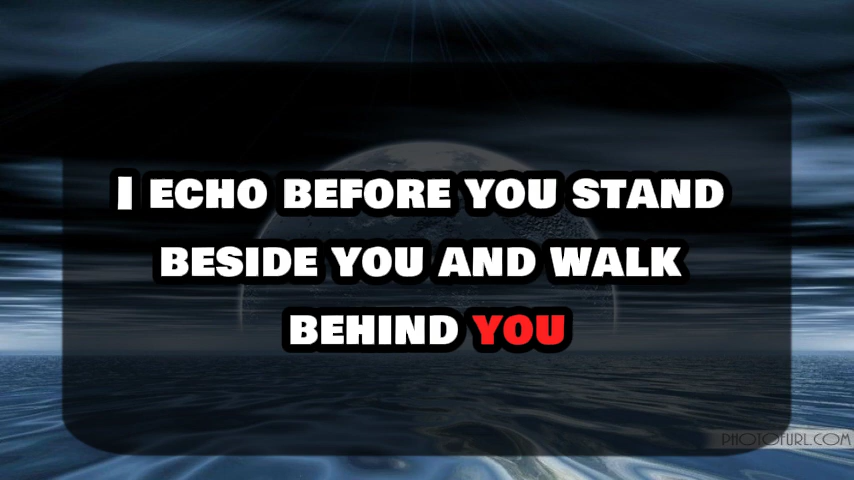 I ECHO BEFORE YOU STAND
BESIDE YOU AND WALK
BEHIND YOU
PHOTOFURL.COM